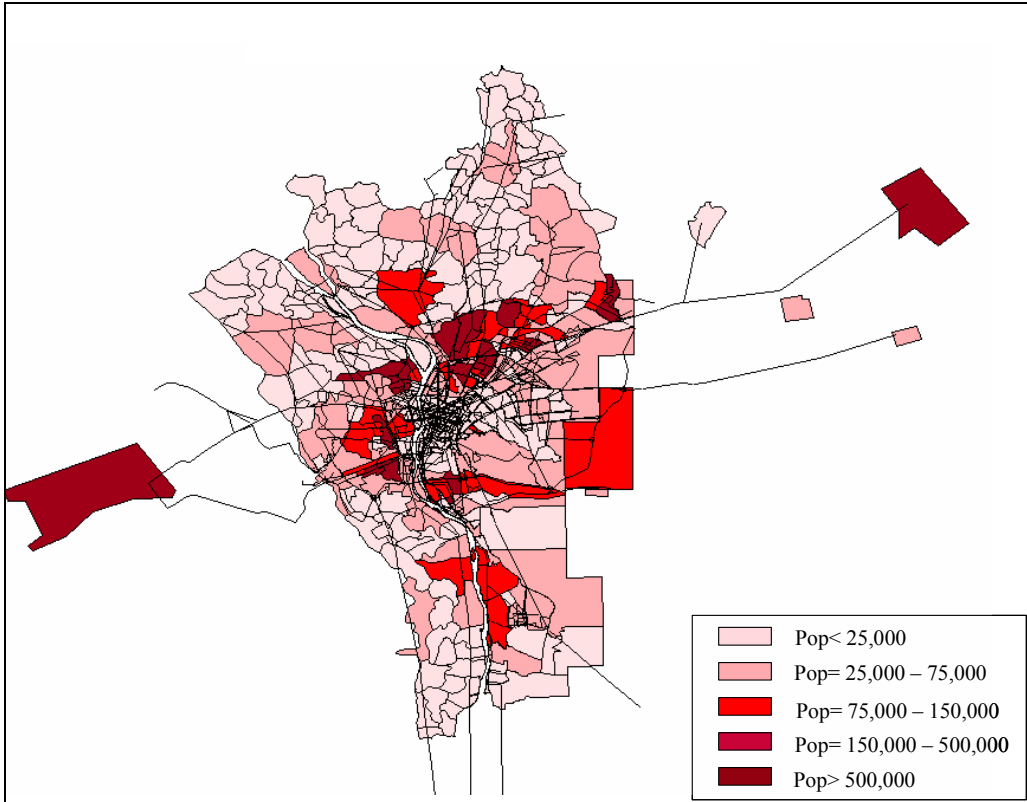 Pop< 25,000
Pop= 25,000 – 75,000
Pop= 75,000 – 150,000
Pop= 150,000 – 500,000
Pop> 500,000